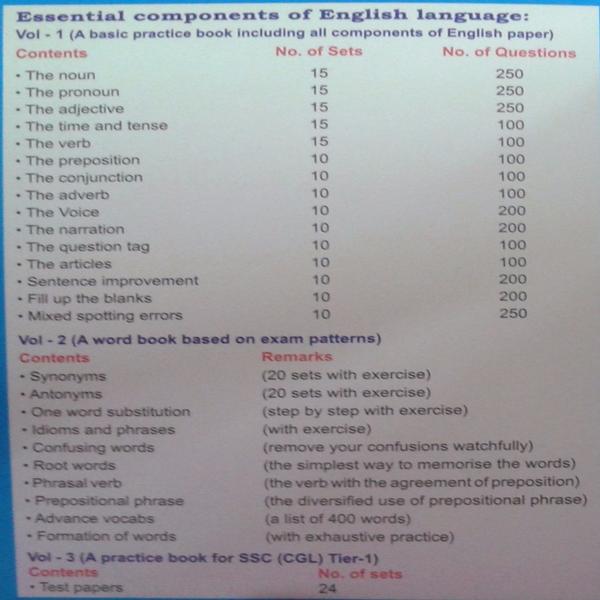 Essential components of English language:
Vol - 1 (A basic practice book including all components of English paper)
Contents No. of Sets No. of Questions
• The noun 15 250
• The pronoun 15 250
• The adjective 15 250
• The time and tense 15 100
• The verb 15 100
• The preposition 10 100
• The conjunction 10 100
• The adverb 10 100
• The Voice 10 200
• The narration 10 200
• The question tag 10 100
• The articles 10 100
• Sentence improvement 10 200
• Fill up the blanks 10 200
• Mixed spotting errors 10 250
Vol - 2 (A word book based on exam patterns)
Contents Remarks
• Synonyms (20 sets with exercise)
• Antonyms (20 sets with exercise)
• One word substitution (step by step with exercise)
• Idioms and phrases (with exercise)
• Confusing words (remove your confusions watchfully)
• Root words (the simplest way to memorise the words)
• Phrasal verb (the verb with the agreement of preposition)
• Prepositional phrase (the diversified use of prepositional phrase)
• Advance vocabs (a list of 400 words)
• Formation of words (with exhaustive practice)
Vol - 3 (A practice book for SSC (CGL) Tier-1)
Contents No. of sets
• Test papers 24